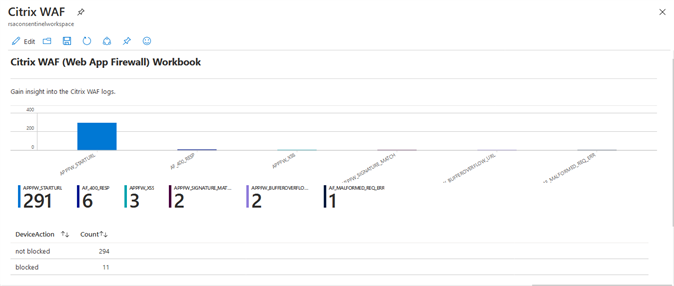 Citrix WAF
rsaconsentinelworkspace
Edit
Citrix WAF (Web App Firewall) Workbook
Gain insight into the Citrix WAF logs.
400
200
0
APPFW_STARTURL
AF_400_RESP
APPFW_XSS
APPFW_SIGNATURE_MATCH
_BUFFEROVERFLOW_URL
_MALFORMED_REQ_ERR
APPFW_STARTURL AF_400_RESP APPFW_XSS APPFW_SIGNATURE_MAT... APPFW_BUFFEROVERFLO... AF_MALFORMED_REQ_ERR
291 6 3 2 2 1
DeviceAction ↑↓ Count↑↓
not blocked 294
blocked 11